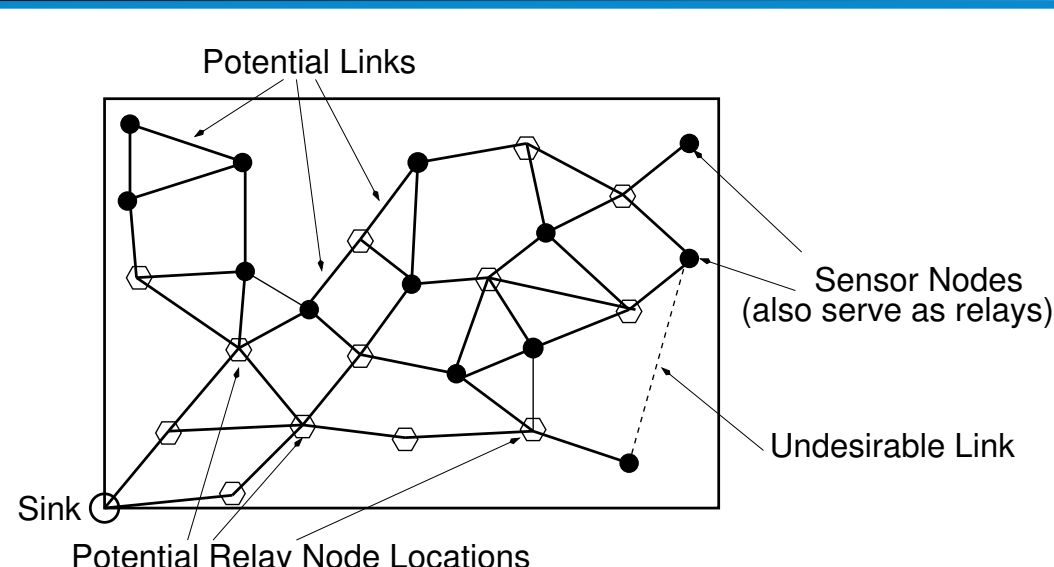 Potential Links
Sensor Nodes
(also serve as relays)
Undesirable Link
Sink
Potential Relay Node Locations